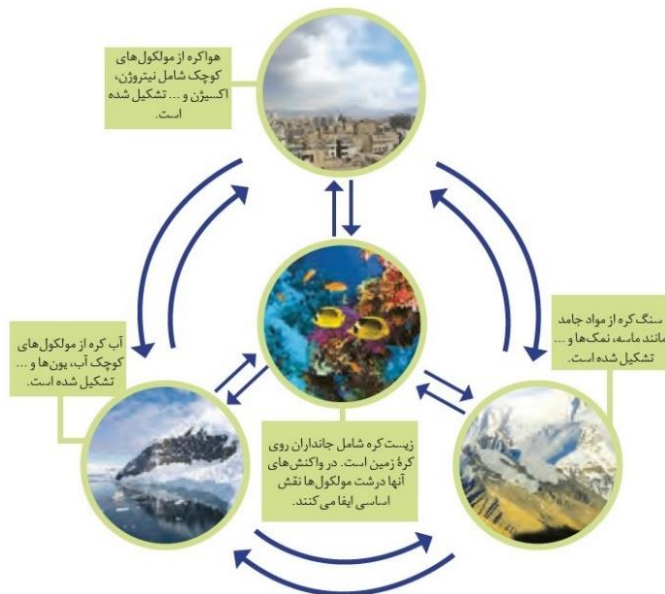 هواکره از مولکول‌های
کوچک شامل نیتروژن،
اکسیژن و ... تشکیل شده
است.
سنگ کره از مواد جامد
مانند ماسه، نمک‌ها و ...
تشکیل شده است.
آب کره از مولکول‌های
کوچک آب، یون‌ها و ...
تشکیل شده است.
زیست کره شامل جانداران روی
کرهٔ زمین است. در واکنش‌های
آنها درشت مولکول‌ها نقش
اساسی ایفا می‌کنند.